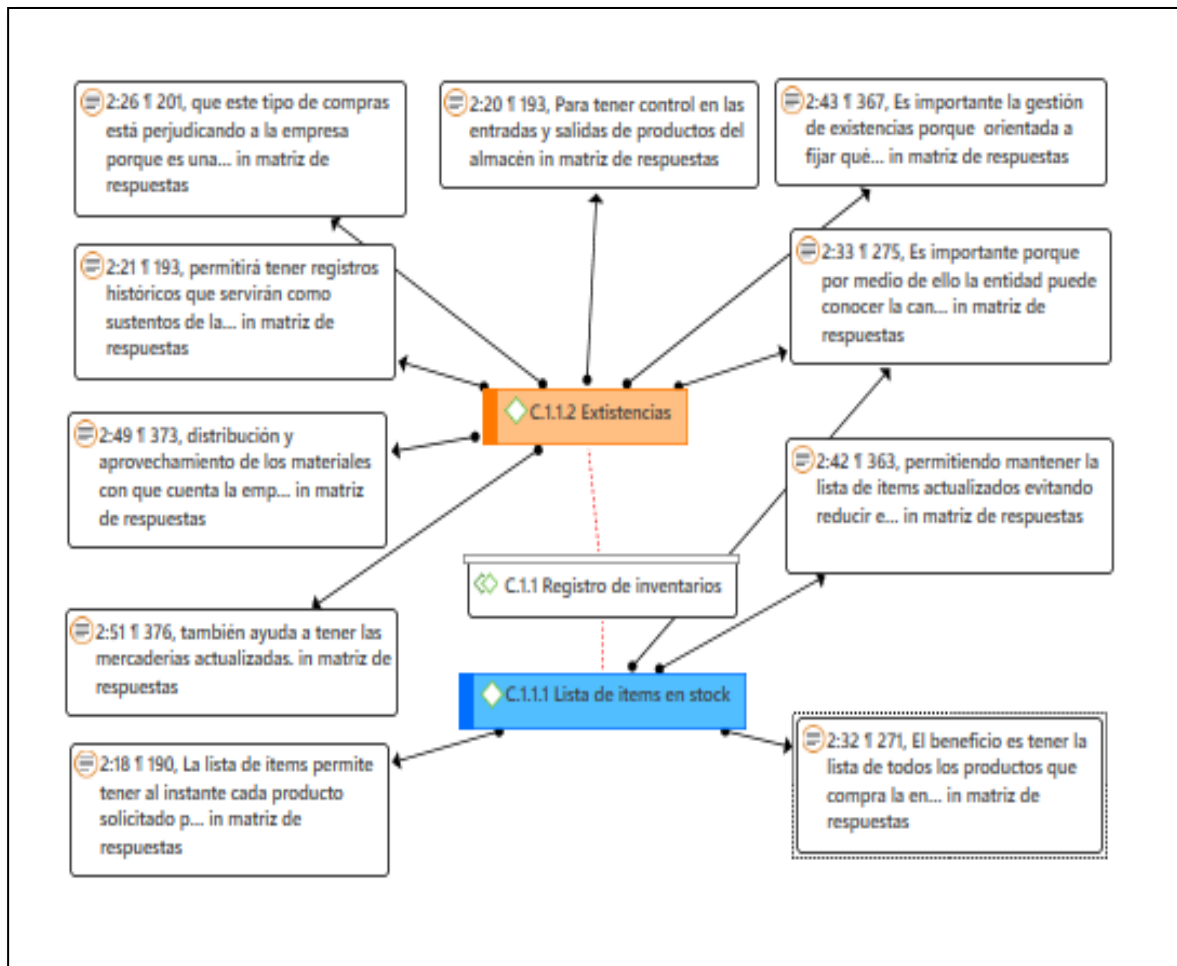 2:26 ¶ 201, que este tipo de compras
está perjudicando a la empresa
porque es una... in matriz de
respuestas
2:20 ¶ 193, Para tener control en las
entradas y salidas de productos del
almacén in matriz de respuestas
2:43 ¶ 367, Es importante la gestión
de existencias porque orientada a
fijar qué... in matriz de respuestas
2:21 ¶ 193, permitirá tener registros
históricos que servirán como
sustentos de la... in matriz de
respuestas
2:33 ¶ 275, Es importante porque
por medio de ello la entidad puede
conocer la can... in matriz de
respuestas
C.1.1.2 Extistencias
2:49 ¶ 373, distribución y
aprovechamiento de los materiales
con que cuenta la emp... in matriz
de respuestas
2:42 ¶ 363, permitiendo mantener la
lista de items actualizados evitando
reducir e... in matriz de respuestas
C.1.1 Registro de inventarios
2:51 ¶ 376, también ayuda a tener las
mercaderias actualizadas. in matriz de
respuestas
C.1.1.1 Lista de items en stock
2:18 ¶ 190, La lista de items permite
tener al instante cada producto
solicitado p... in matriz de
respuestas
2:32 ¶ 271, El beneficio es tener la
lista de todos los productos que
compra la en... in matriz de
respuestas